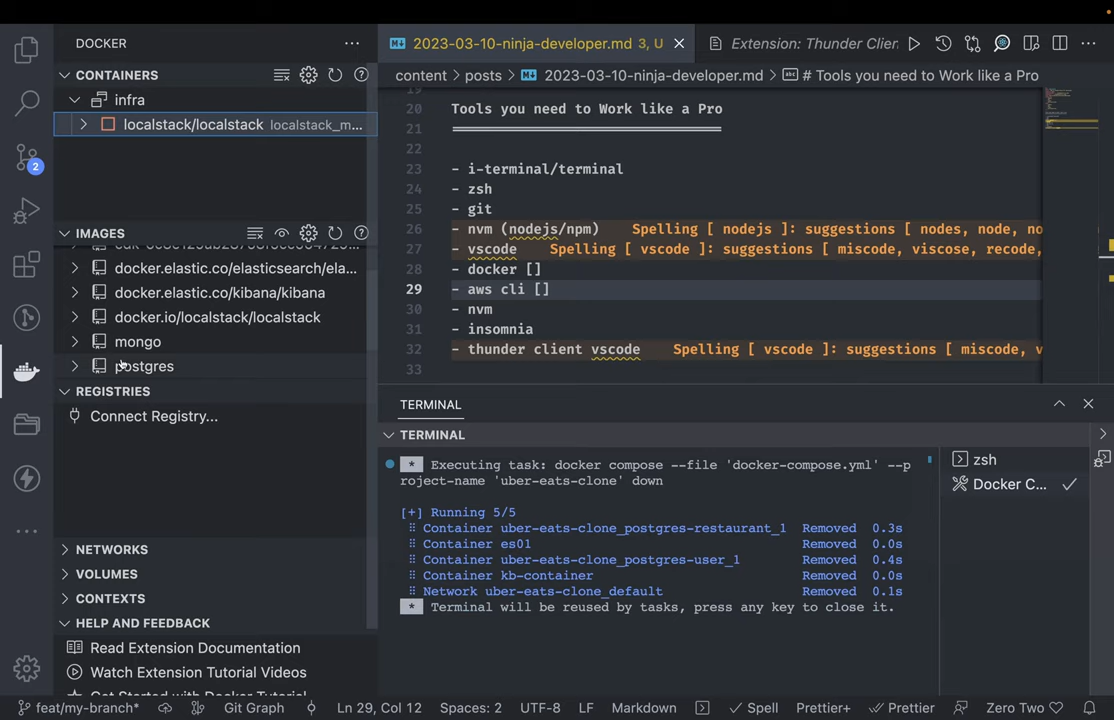 DOCKER
CONTAINERS
infra
localstack/localstack localstack_m...
IMAGES
docker.elastic.co/elasticsearch/ela...
docker.elastic.co/kibana/kibana
docker.io/localstack/localstack
mongo
postgres
REGISTRIES
Connect Registry...
NETWORKS
VOLUMES
CONTEXTS
HELP AND FEEDBACK
Read Extension Documentation
Watch Extension Tutorial Videos
Get Started with Docker Tutorial
2
2023-03-10-ninja-developer.md 3, U
Extension: Thunder Clien
content > posts > 2023-03-10-ninja-developer.md > # Tools you need to Work like a Pro
19
20 Tools you need to Work like a Pro
21 ==================================
22
23 - i-terminal/terminal
24 - zsh
25 - git
26 - nvm (nodejs/npm) Spelling [ nodejs ]: suggestions [ nodes, node, no
27 - vscode Spelling [ vscode ]: suggestions [ miscode, viscose, recode,
28 - docker []
29 - aws cli []
30 - nvm
31 - insomnia
32 - thunder client vscode Spelling [ vscode ]: suggestions [ miscode, v
33
TERMINAL
TERMINAL
* Executing task: docker compose --file 'docker-compose.yml' --p
roject-name 'uber-eats-clone' down
[+] Running 5/5
Container uber-eats-clone_postgres-restaurant_1 Removed 0.3s
Container es01 Removed 0.0s
Container uber-eats-clone_postgres-user_1 Removed 0.4s
Container kb-container Removed 0.0s
Network uber-eats-clone_default Removed 0.1s
* Terminal will be reused by tasks, press any key to close it.
zsh
Docker C...
feat/my-branch* Git Graph Ln 29, Col 12 Spaces: 2 UTF-8 LF Markdown Spell Prettier+ Prettier Zero Two